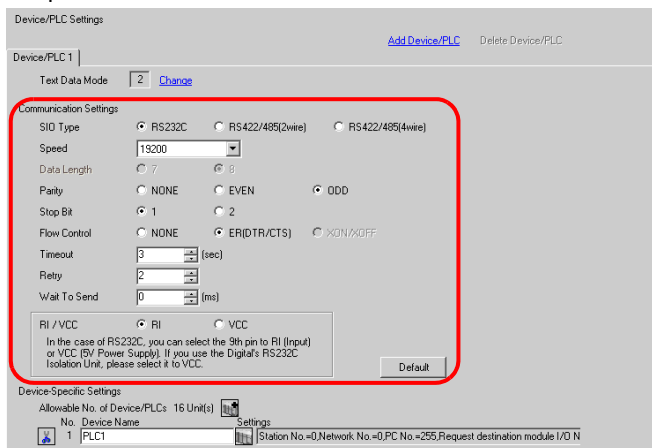 Device/PLC Settings
Add Device/PLC Delete Device/PLC
Device/PLC 1
Text Data Mode 2 Change
Communication Settings
SIO Type RS232C RS422/485(2wire) RS422/485(4wire)
Speed 19200
Data Length 7 8
Parity NONE EVEN ODD
Stop Bit 1 2
Flow Control NONE ER(DTR/CTS) XON/XOFF
Timeout 3 (sec)
Retry 2
Wait To Send 0 (ms)
RI / VCC RI VCC
In the case of RS232C, you can select the 9th pin to RI (Input)
or VCC (5V Power Supply). If you use the Digital's RS232C
Isolation Unit, please select it to VCC.
Default
Device-Specific Settings
Allowable No. of Device/PLCs 16 Unit(s)
No. Device Name Settings
1 PLC1 Station No.=0,Network No.=0,PC No.=255,Request destination module I/O N